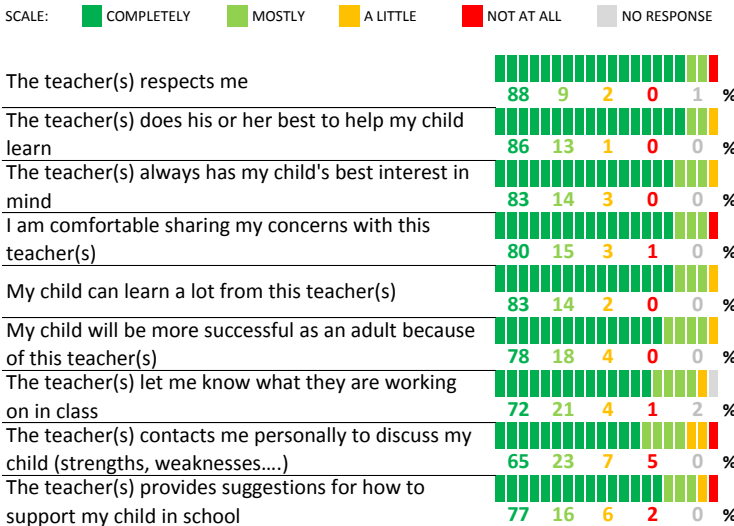 SCALE: COMPLETELY MOSTLY A LITTLE NOT AT ALL NO RESPONSE
The teacher(s) respects me
88 9 2 0 1 %
The teacher(s) does his or her best to help my child
learn
86 13 1 0 0 %
The teacher(s) always has my child's best interest in
mind
83 14 3 0 0 %
I am comfortable sharing my concerns with this
teacher(s)
80 15 3 1 0 %
My child can learn a lot from this teacher(s)
83 14 2 0 0 %
My child will be more successful as an adult because
of this teacher(s)
78 18 4 0 0 %
The teacher(s) let me know what they are working
on in class
72 21 4 1 2 %
The teacher(s) contacts me personally to discuss my
child (strengths, weaknesses....)
65 23 7 5 0 %
The teacher(s) provides suggestions for how to
support my child in school
77 16 6 2 0 %